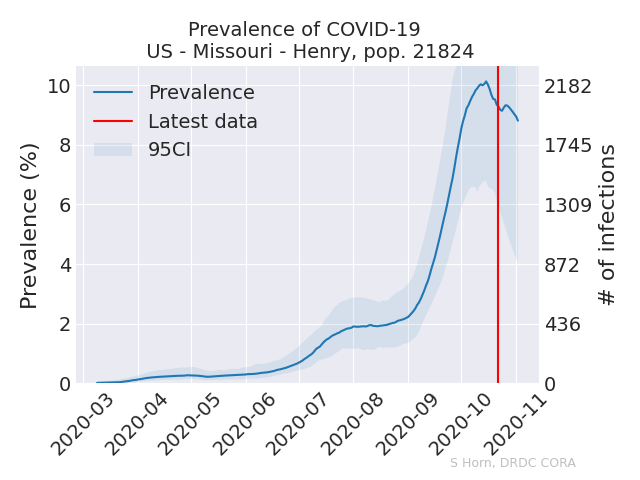 Prevalence of COVID-19
US - Missouri - Henry, pop. 21824
Prevalence
Latest data
95CI
Prevalence (%)
10
8
6
4
2
0
2182
1745
1309
872
436
0
# of infections
2020-03
2020-04
2020-05
2020-06
2020-07
2020-08
2020-09
2020-10
2020-11
S Horn, DRDC CORA